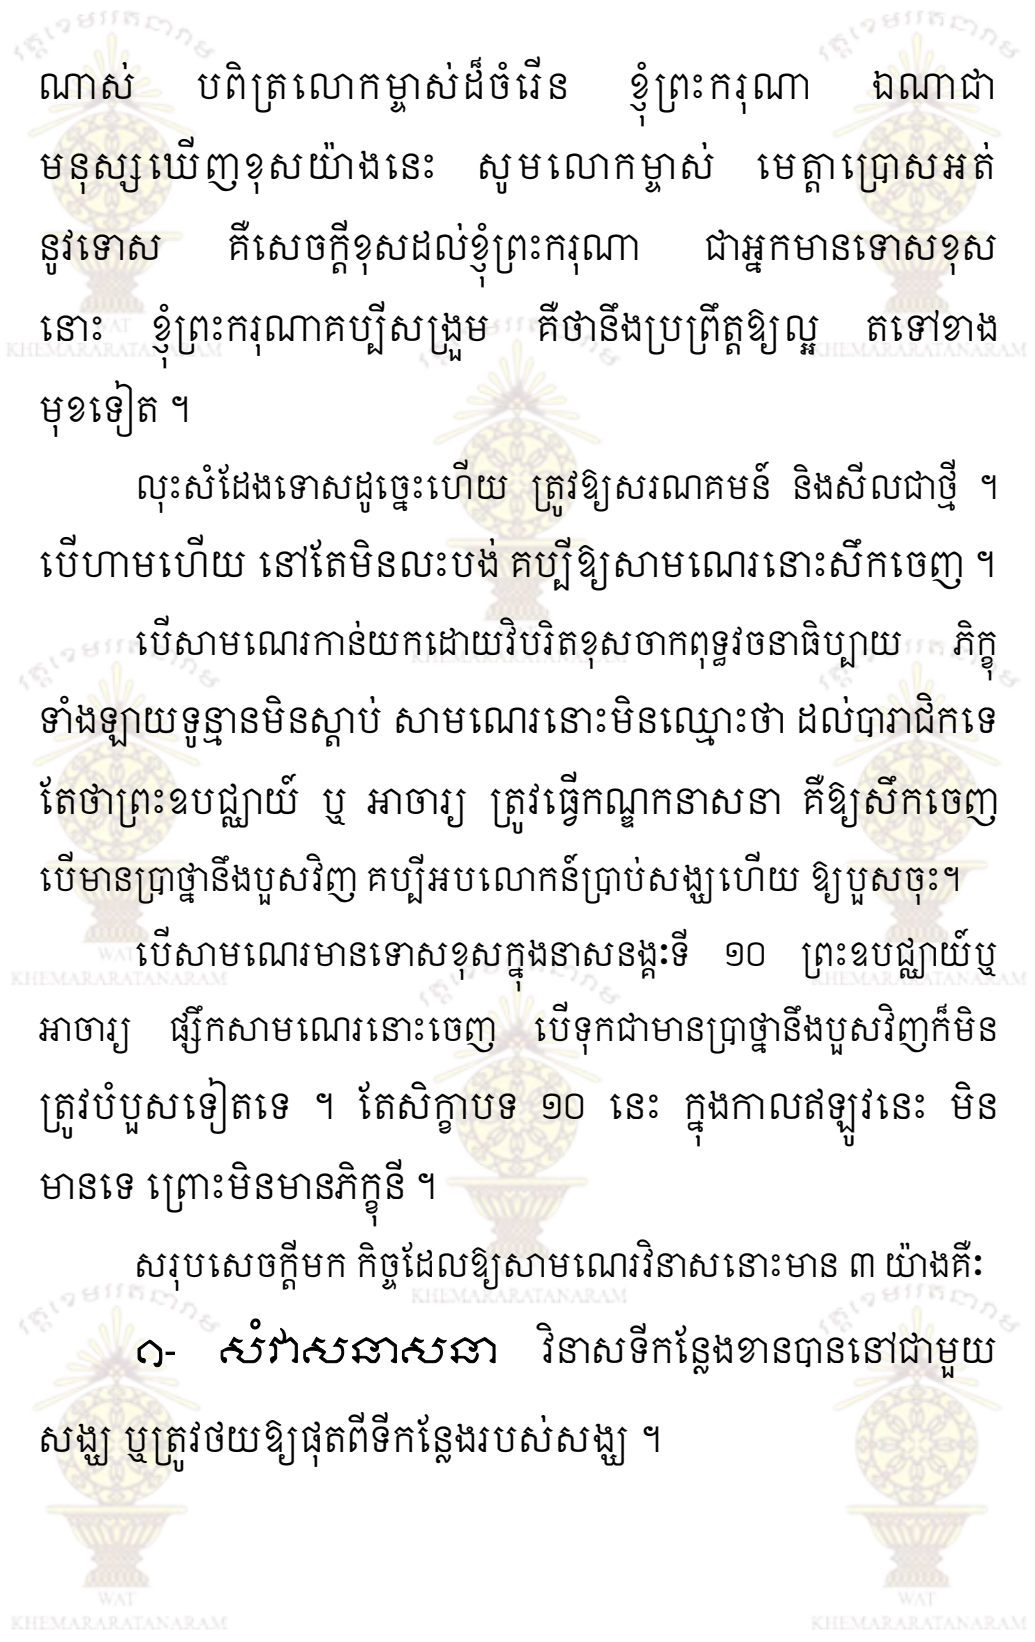 ណាស់ បពិត្រលោកម្ចាស់ដ៏ចំរើន ខ្ញុំព្រះករុណា ឯណាជា
មនុស្សឃើញខុសយ៉ាងនេះ សូមលោកម្ចាស់ មេត្តាប្រោសអត់
នូវទោស គឺសេចក្តីខុសដល់ខ្ញុំព្រះករុណា ជាអ្នកមានទោសខុស
នោះ ខ្ញុំព្រះករុណាគប្បីសង្រួម គឺថានឹងប្រព្រឹត្តឱ្យល្អ តទៅខាង
មុខទៀត ។
លុះសំដែងទោសដូច្នេះហើយ ត្រូវឱ្យសរណគមន៍ និងសីលជាថ្មី ។
បើហាមហើយ នៅតែមិនលះបង់ គប្បីឱ្យសាមណេរនោះសឹកចេញ ។
បើសាមណេរកាន់យកដោយវិបរិតខុសចាកពុទ្ធវចនាធិប្បាយ ភិក្ខុ
ទាំងឡាយទូន្មានមិនស្តាប់ សាមណេរនោះមិនឈ្មោះថា ដល់បារាជិកទេ
តែថាព្រះឧបជ្ឈាយ៍ ឬ អាចារ្យ ត្រូវធ្វើកណ្ឌកនាសនា គឺឱ្យសឹកចេញ
បើមានប្រាថ្នានឹងបួសវិញ គប្បីអបលោកន៍ប្រាប់សង្ឃហើយ ឱ្យបួសចុះ។
បើសាមណេរមានទោសខុសក្នុងនាសនង្គៈទី ១០ ព្រះឧបជ្ឈាយ៍ឬ
អាចារ្យ ផ្សឹកសាមណេរនោះចេញ បើទុកជាមានប្រាថ្នានឹងបួសវិញក៏មិន
ត្រូវបំបួសទៀតទេ ។ តែសិក្ខាបទ ១០ នេះ ក្នុងកាលឥឡូវនេះ មិន
មានទេ ព្រោះមិនមានភិក្ខុនី ។
សរុបសេចក្តីមក កិច្ចដែលឱ្យសាមណេរវិនាសនោះមាន ៣ យ៉ាងគឺ:
១- សំវាសនាសនា វិនាសទីកន្លែងខានបាននៅជាមួយ
សង្ឃ ឬត្រូវថយឱ្យផុតពីទីកន្លែងរបស់សង្ឃ ។